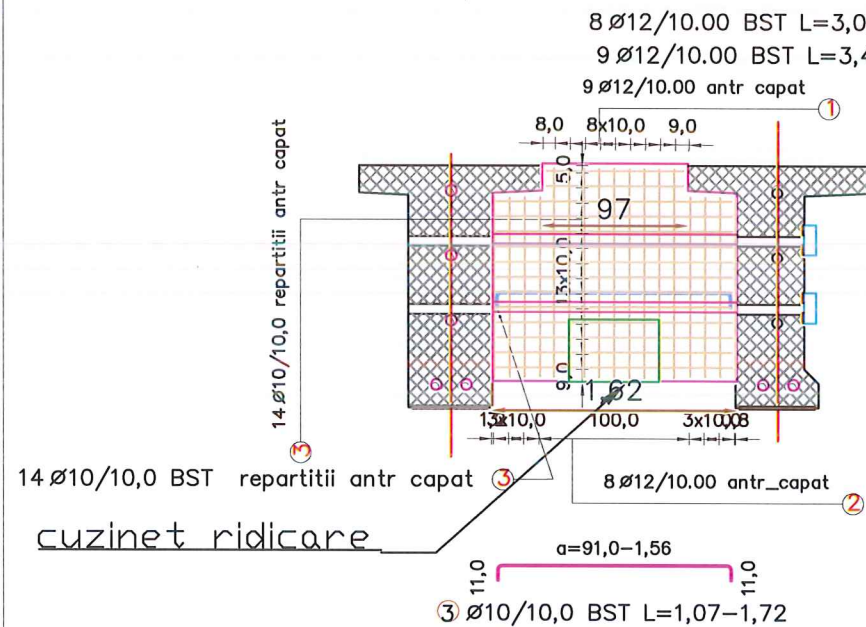 8 Ø12/10.00 BST L=3,0
9 Ø12/10.00 BST L=3,4
9 Ø12/10.00 antr capat
1
8,0 8x10,0 9,0
5,0
97
13x10,0
14 Ø10/10,0 repartitii antr capat
9,0
1,62
100,0
3
14 Ø10/10,0 BST repartitii antr capat 3
8 Ø12/10.00 antr_capat
2
cuzinet ridicare
a=91,0-1,56
11,0
11,0
3 Ø10/10,0 BST L=1,07-1,72